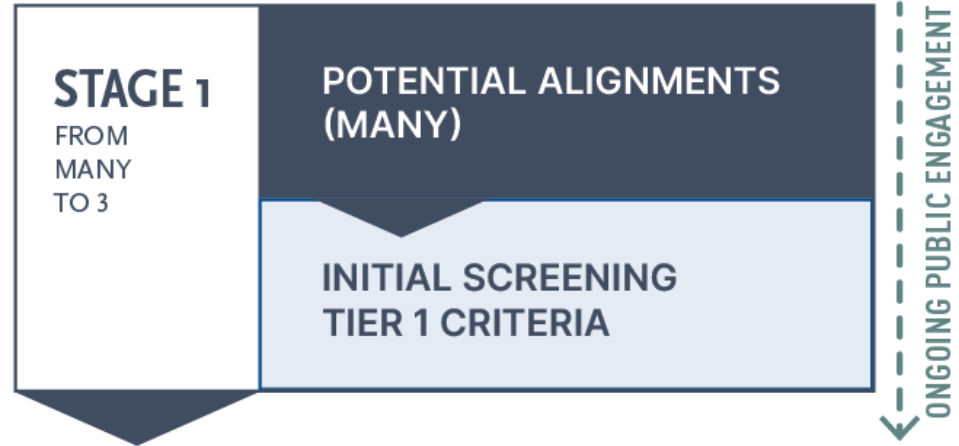 STAGE 1
FROM
MANY
TO 3
POTENTIAL ALIGNMENTS
(MANY)
INITIAL SCREENING
TIER 1 CRITERIA
ONGOING PUBLIC ENGAGEMENT